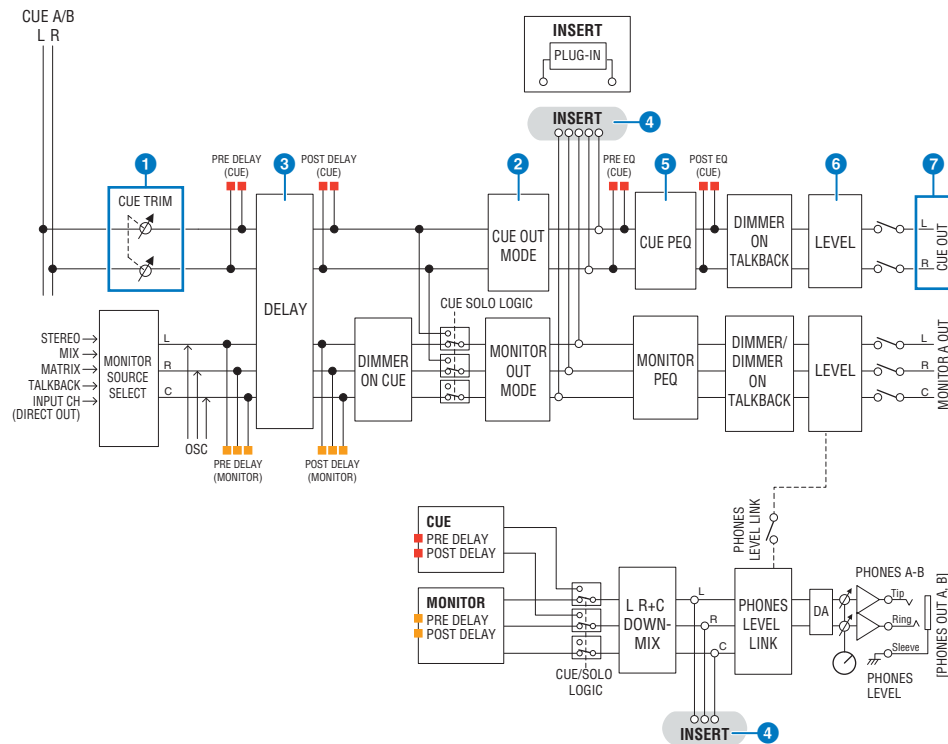 CUE A/B
L R
INSERT
PLUG-IN
INSERT
4
1
CUE TRIM
PRE DELAY
(CUE)
3
POST DELAY
(CUE)
2
PRE EQ
(CUE)
5
POST EQ
(CUE)
6
7
DELAY
CUE OUT
MODE
CUE PEQ
DIMMER
ON
TALKBACK
LEVEL
L
R
CUE OUT
CUE SOLO LOGIC
STEREO
MIX
MATRIX
TALKBACK
INPUT CH
(DIRECT OUT)
MONITOR
SOURCE
SELECT
L
R
C
OSC
PRE DELAY
(MONITOR)
POST DELAY
(MONITOR)
DIMMER
ON CUE
MONITOR
OUT
MODE
MONITOR
PEQ
DIMMER/
DIMMER
ON
TALKBACK
LEVEL
L
R
C
MONITOR A OUT
CUE
PRE DELAY
POST DELAY
MONITOR
PRE DELAY
POST DELAY
CUE/SOLO
LOGIC
L R+C
DOWN-
MIX
L
R
C
PHONES
LEVEL LINK
PHONES
LEVEL
LINK
DA
PHONES A-B
Tip
Ring
Sleeve
PHONES
LEVEL
[PHONES OUT A, B]
INSERT
4